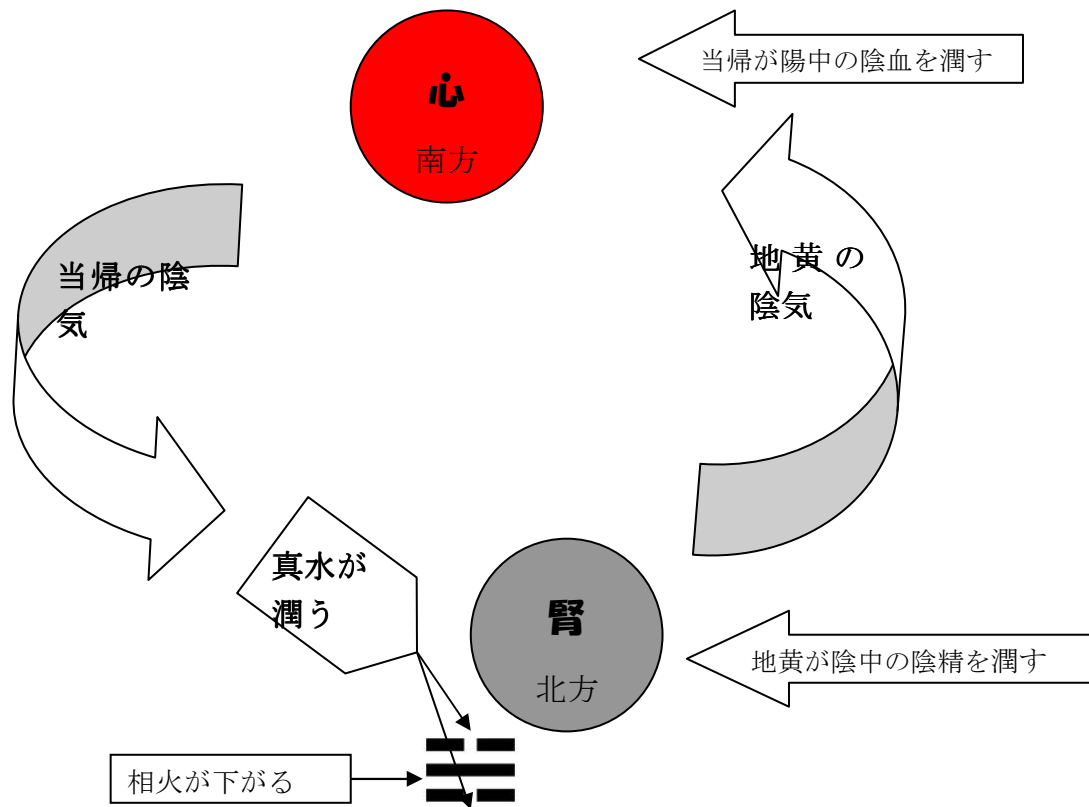 当帰が陽中の陰血を潤す
心
南方
当帰の陰
気
地黄の
陰気
真水が
潤う
腎
北方
地黄が陰中の陰精を潤す
相火が下がる